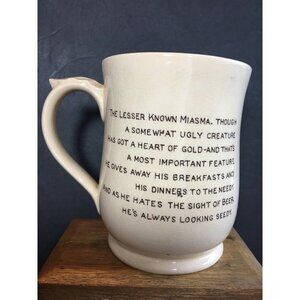 THE LESSER KNOWN MIASMA, THOUGH
A SOMEWHAT UGLY CREATURE
HAS GOT A HEART OF GOLD-AND THAT'S
A MOST IMPORTANT FEATURE.
HE GIVES AWAY HIS BREAKFASTS AND
HIS DINNERS TO THE NEEDY.
AND AS HE HATES THE SIGHT OF BEER,
HE'S ALWAYS LOOKING SEEDY.